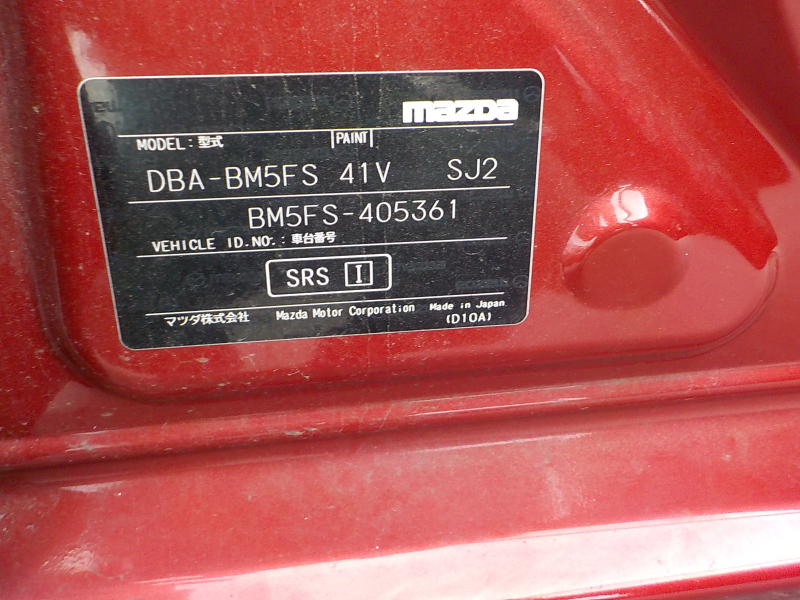 mazda
MODEL：型式 PAINT
DBA-BM5FS 41V SJ2
BM5FS-405361
VEHICLE ID.NO.：車台番号
SRS I
マツダ株式会社 Mazda Motor Corporation Made in Japan
(D10A)